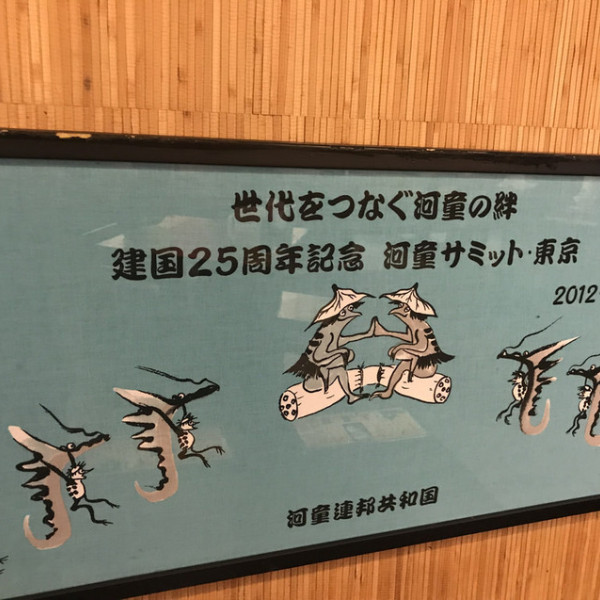 世代をつなぐ河童の絆
建国25周年記念 河童サミット・東京
2012
河童連邦共和国